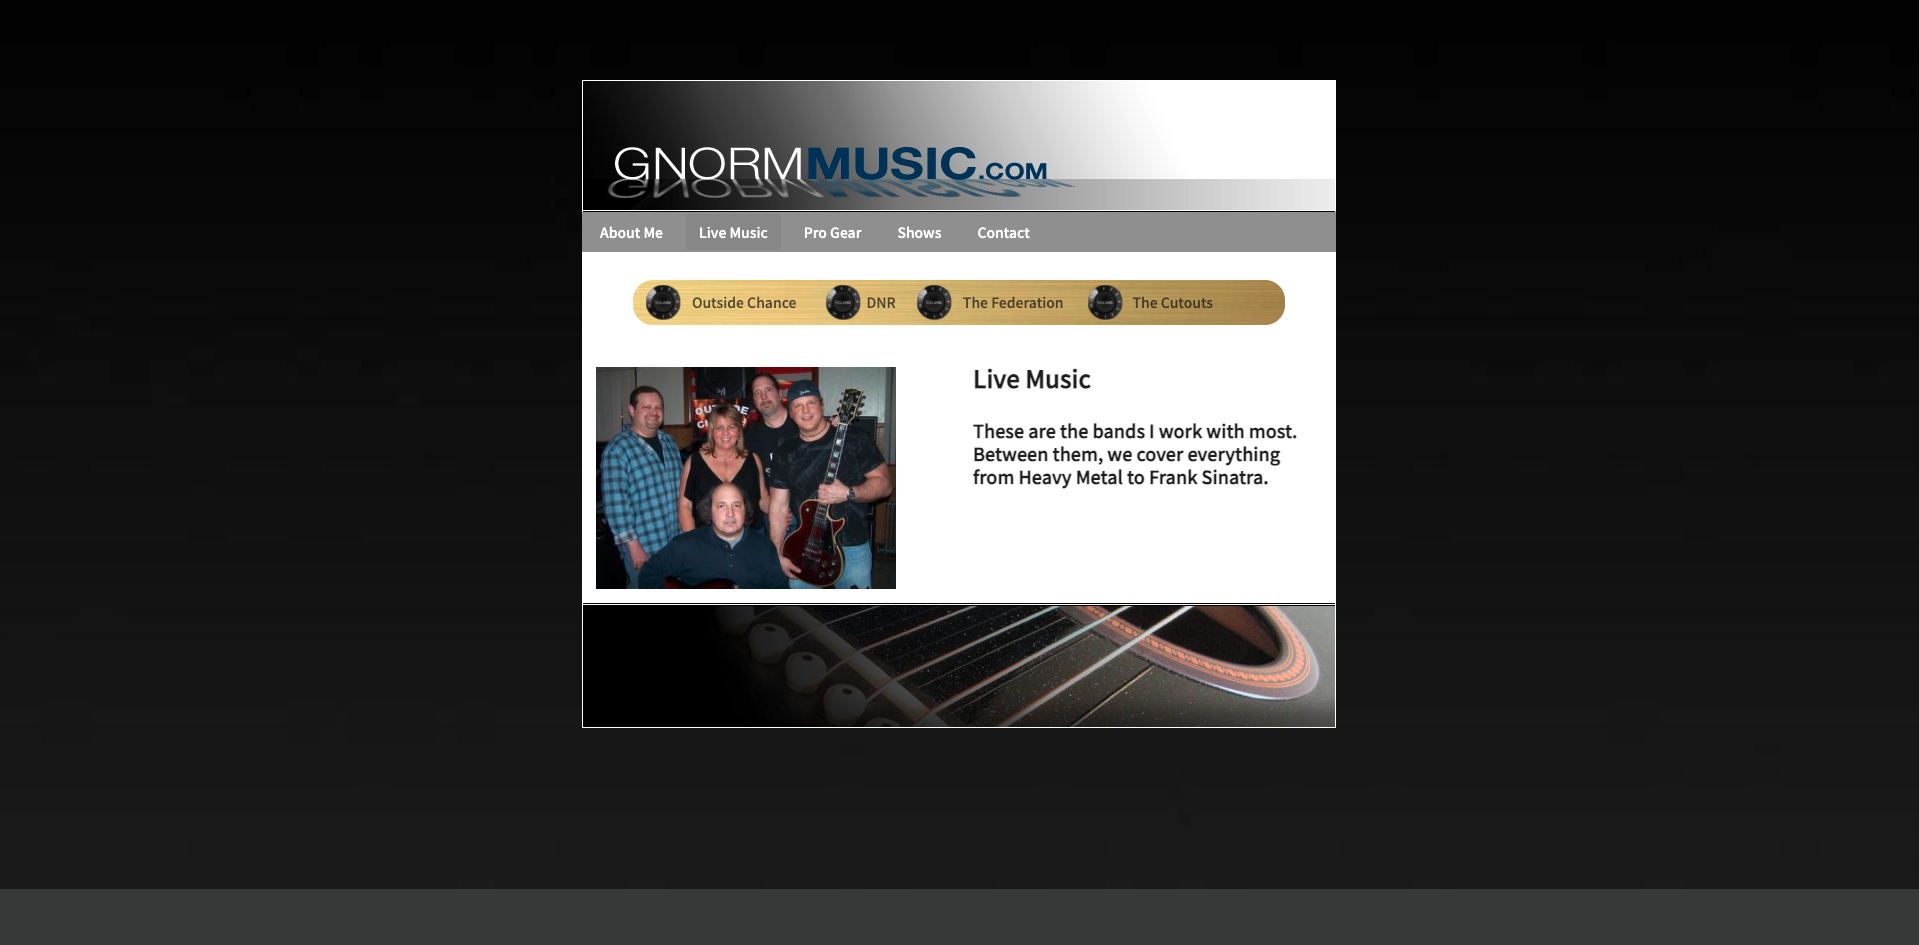 GNORMMUSIC.COM
About Me Live Music Pro Gear Shows Contact
Outside Chance DNR The Federation The Cutouts
Live Music
These are the bands I work with most.
Between them, we cover everything
from Heavy Metal to Frank Sinatra.